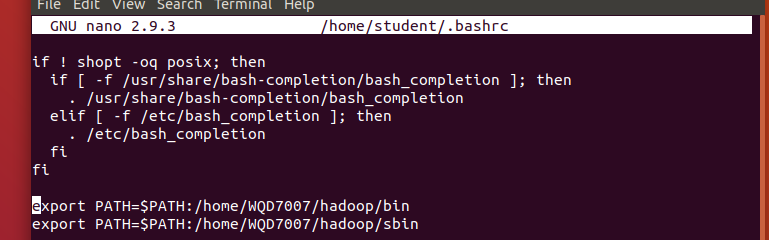 File Edit View Search Terminal Help
GNU nano 2.9.3 /home/student/.bashrc
if ! shopt -oq posix; then
  if [ -f /usr/share/bash-completion/bash_completion ]; then
    . /usr/share/bash-completion/bash_completion
  elif [ -f /etc/bash_completion ]; then
    . /etc/bash_completion
  fi
fi
export PATH=$PATH:/home/WQD7007/hadoop/bin
export PATH=$PATH:/home/WQD7007/hadoop/sbin